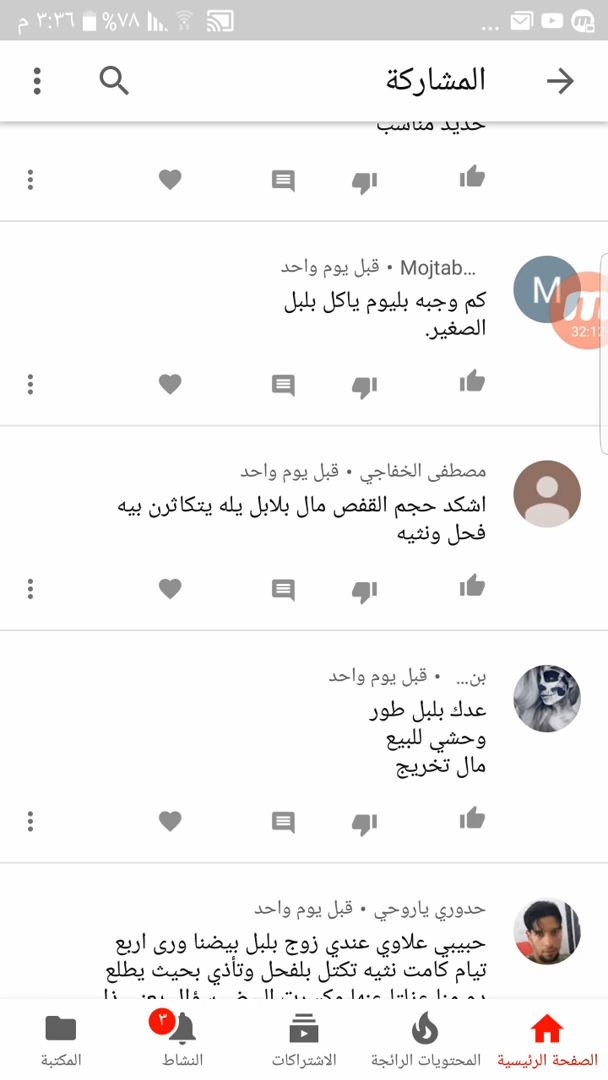 ٣:٣٦ م
%٧٨
...
المشاركة
حديد مناسب
Mojtab... • قبل يوم واحد
كم وجبه بليوم ياكل بلبل
الصغير.
M
32:12
مصطفى الخفاجي • قبل يوم واحد
اشكد حجم القفص مال بلابل يله يتكاثرن بيه
فحل ونثيه
بن... • قبل يوم واحد
عدك بلبل طور
وحشي للبيع
مال تخريج
حدوري ياروحي • قبل يوم واحد
حبيبي علاوي عندي زوج بلبل بيضنا ورى اربع
تيام كامت نثيه تكتل بلفحل وتأذي بحيث يطلع
الصفحة الرئيسية
المحتويات الرائجة
الاشتراكات
النشاط
٣
المكتبة